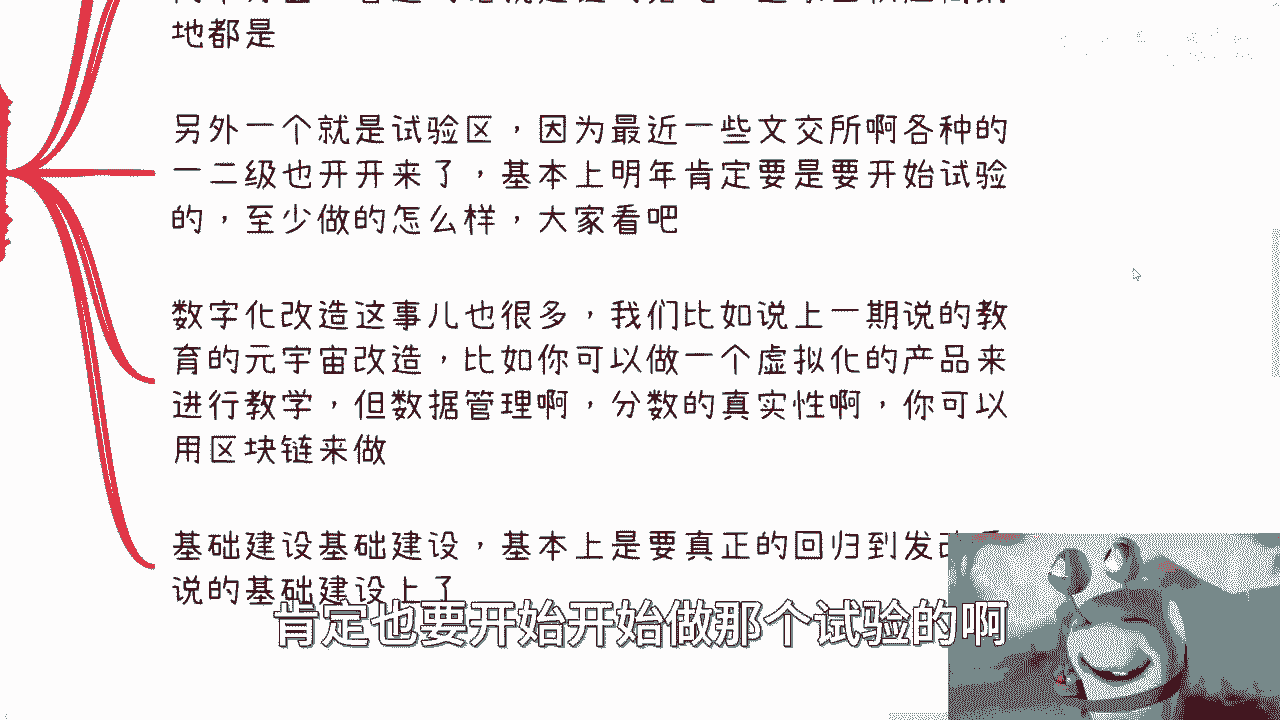 地都是
另外一个就是试验区，因为最近一些文交所啊各种的
一二级也开开来了，基本上明年肯定要是要开始试验
的，至少做的怎么样，大家看吧
数字化改造这事儿也很多，我们比如说上一期说的教
育的元宇宙改造，比如你可以做一个虚拟化的产品来
进行教学，但数据管理啊，分数的真实性啊，你可以
用区块链来做
基础建设基础建设，基本上是要真正的回归到发改
说的基础建设上了
肯定也要开始开始做那个试验的啊